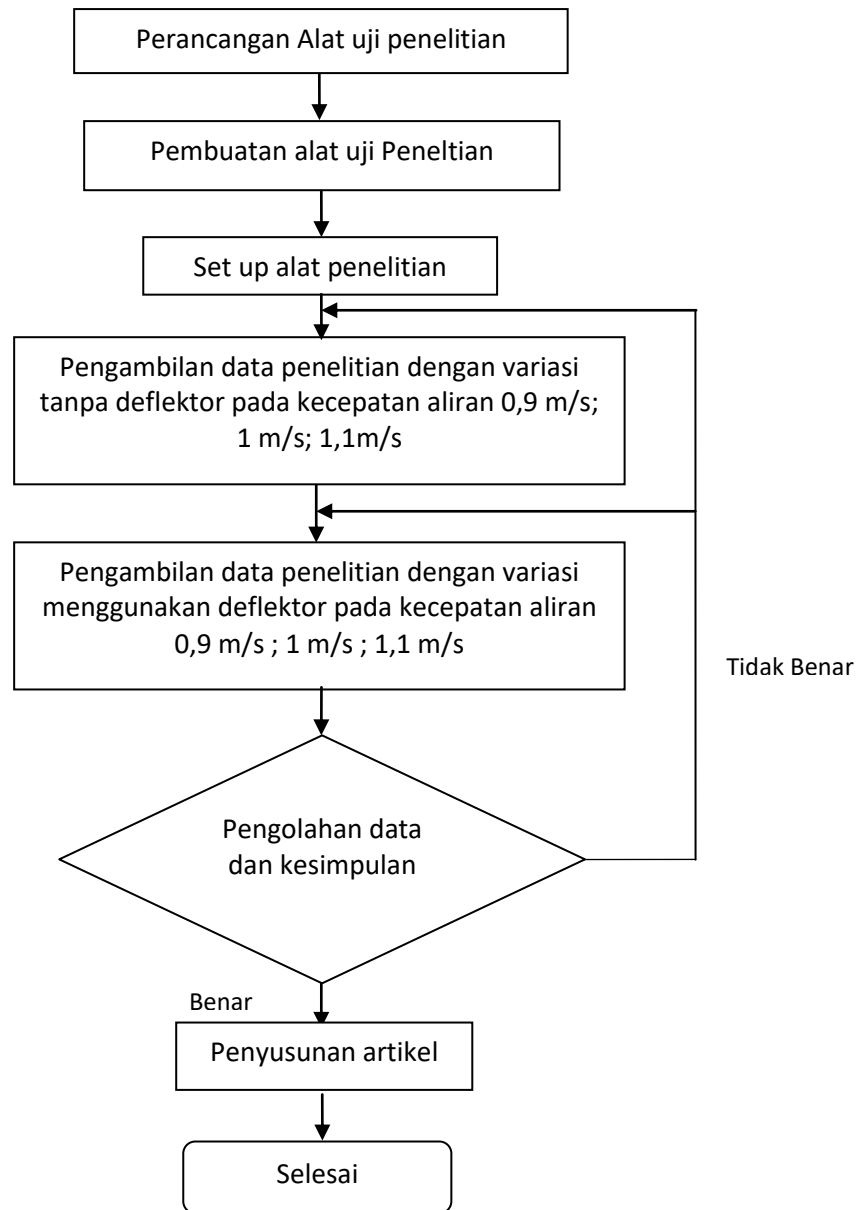 Perancangan Alat uji penelitian
Pembuatan alat uji Peneltian
Set up alat penelitian
Pengambilan data penelitian dengan variasi
tanpa deflektor pada kecepatan aliran 0,9 m/s;
1 m/s; 1,1m/s
Pengambilan data penelitian dengan variasi
menggunakan deflektor pada kecepatan aliran
0,9 m/s ; 1 m/s ; 1,1 m/s
Tidak Benar
Pengolahan data
dan kesimpulan
Benar
Penyusunan artikel
Selesai